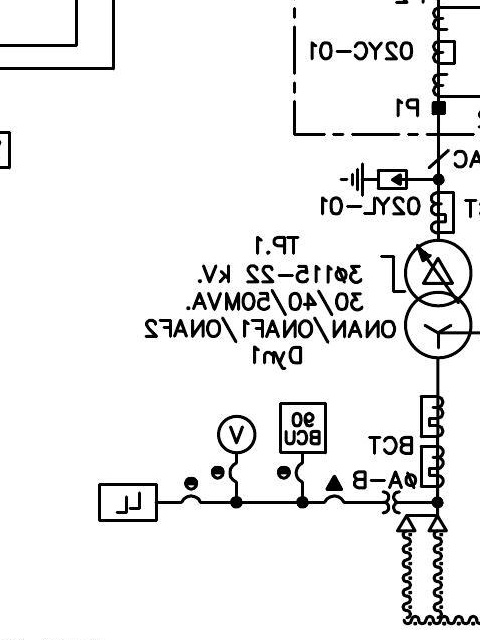 02YC-01
P1
AC
02YL-01
TP.1
3ø115-22 kV.
30/40/50MVA.
ONAN/ONAF1/ONAF2
Dyn1
90
BCU
V
BCT
øA-B
LL